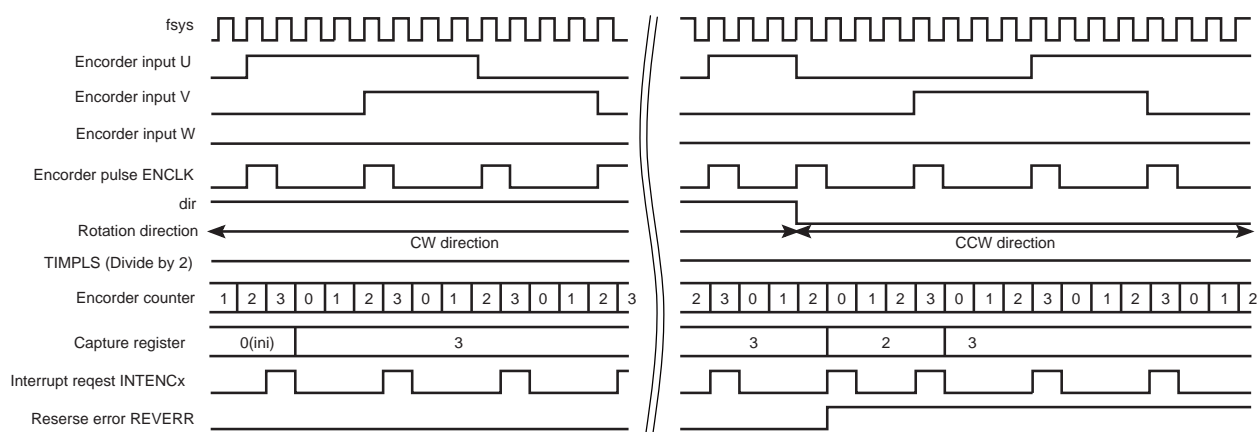 fsys
Encorder input U
Encorder input V
Encorder input W
Encorder pulse ENCLK
dir
Rotation direction
CW direction
CCW direction
TIMPLS (Divide by 2)
Encorder counter
1 2 3 0 1 2 3 0 1 2 3 0 1 2 3
2 3 0 1 2 0 1 2 3 0 1 2 3 0 1 2 3 0 1 2
Capture register
0(ini) 3
3 2 3
Interrupt reqest INTENCx
Reserse error REVERR